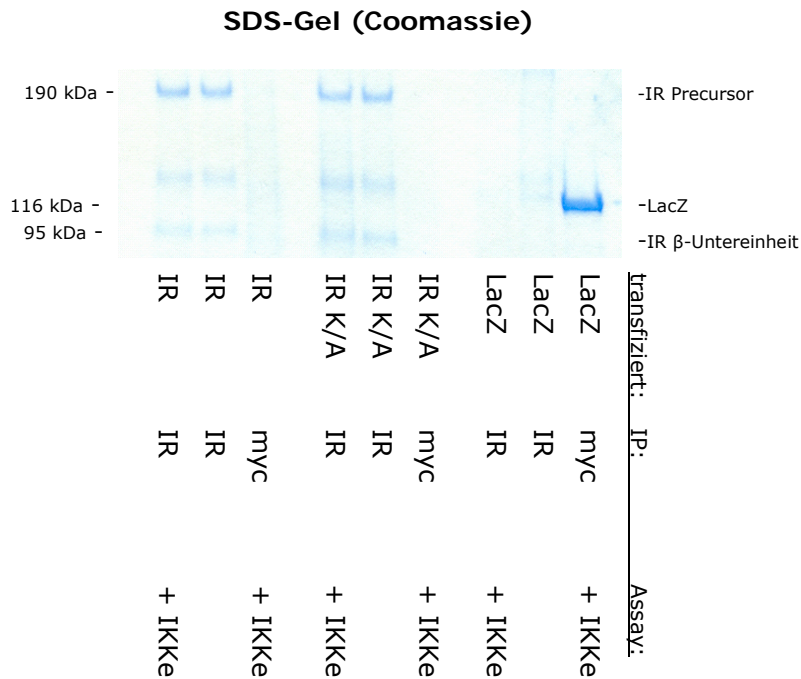 SDS-Gel (Coomassie)
190 kDa -
-IR Precursor
116 kDa -
-LacZ
95 kDa -
-IR β-Untereinheit
IR IR IR IR K/A IR K/A IR K/A LacZ LacZ LacZ transfiziert:
IR IR myc IR IR myc IR IR myc IP:
+ IKKe + IKKe + IKKe + IKKe + IKKe + IKKe Assay: